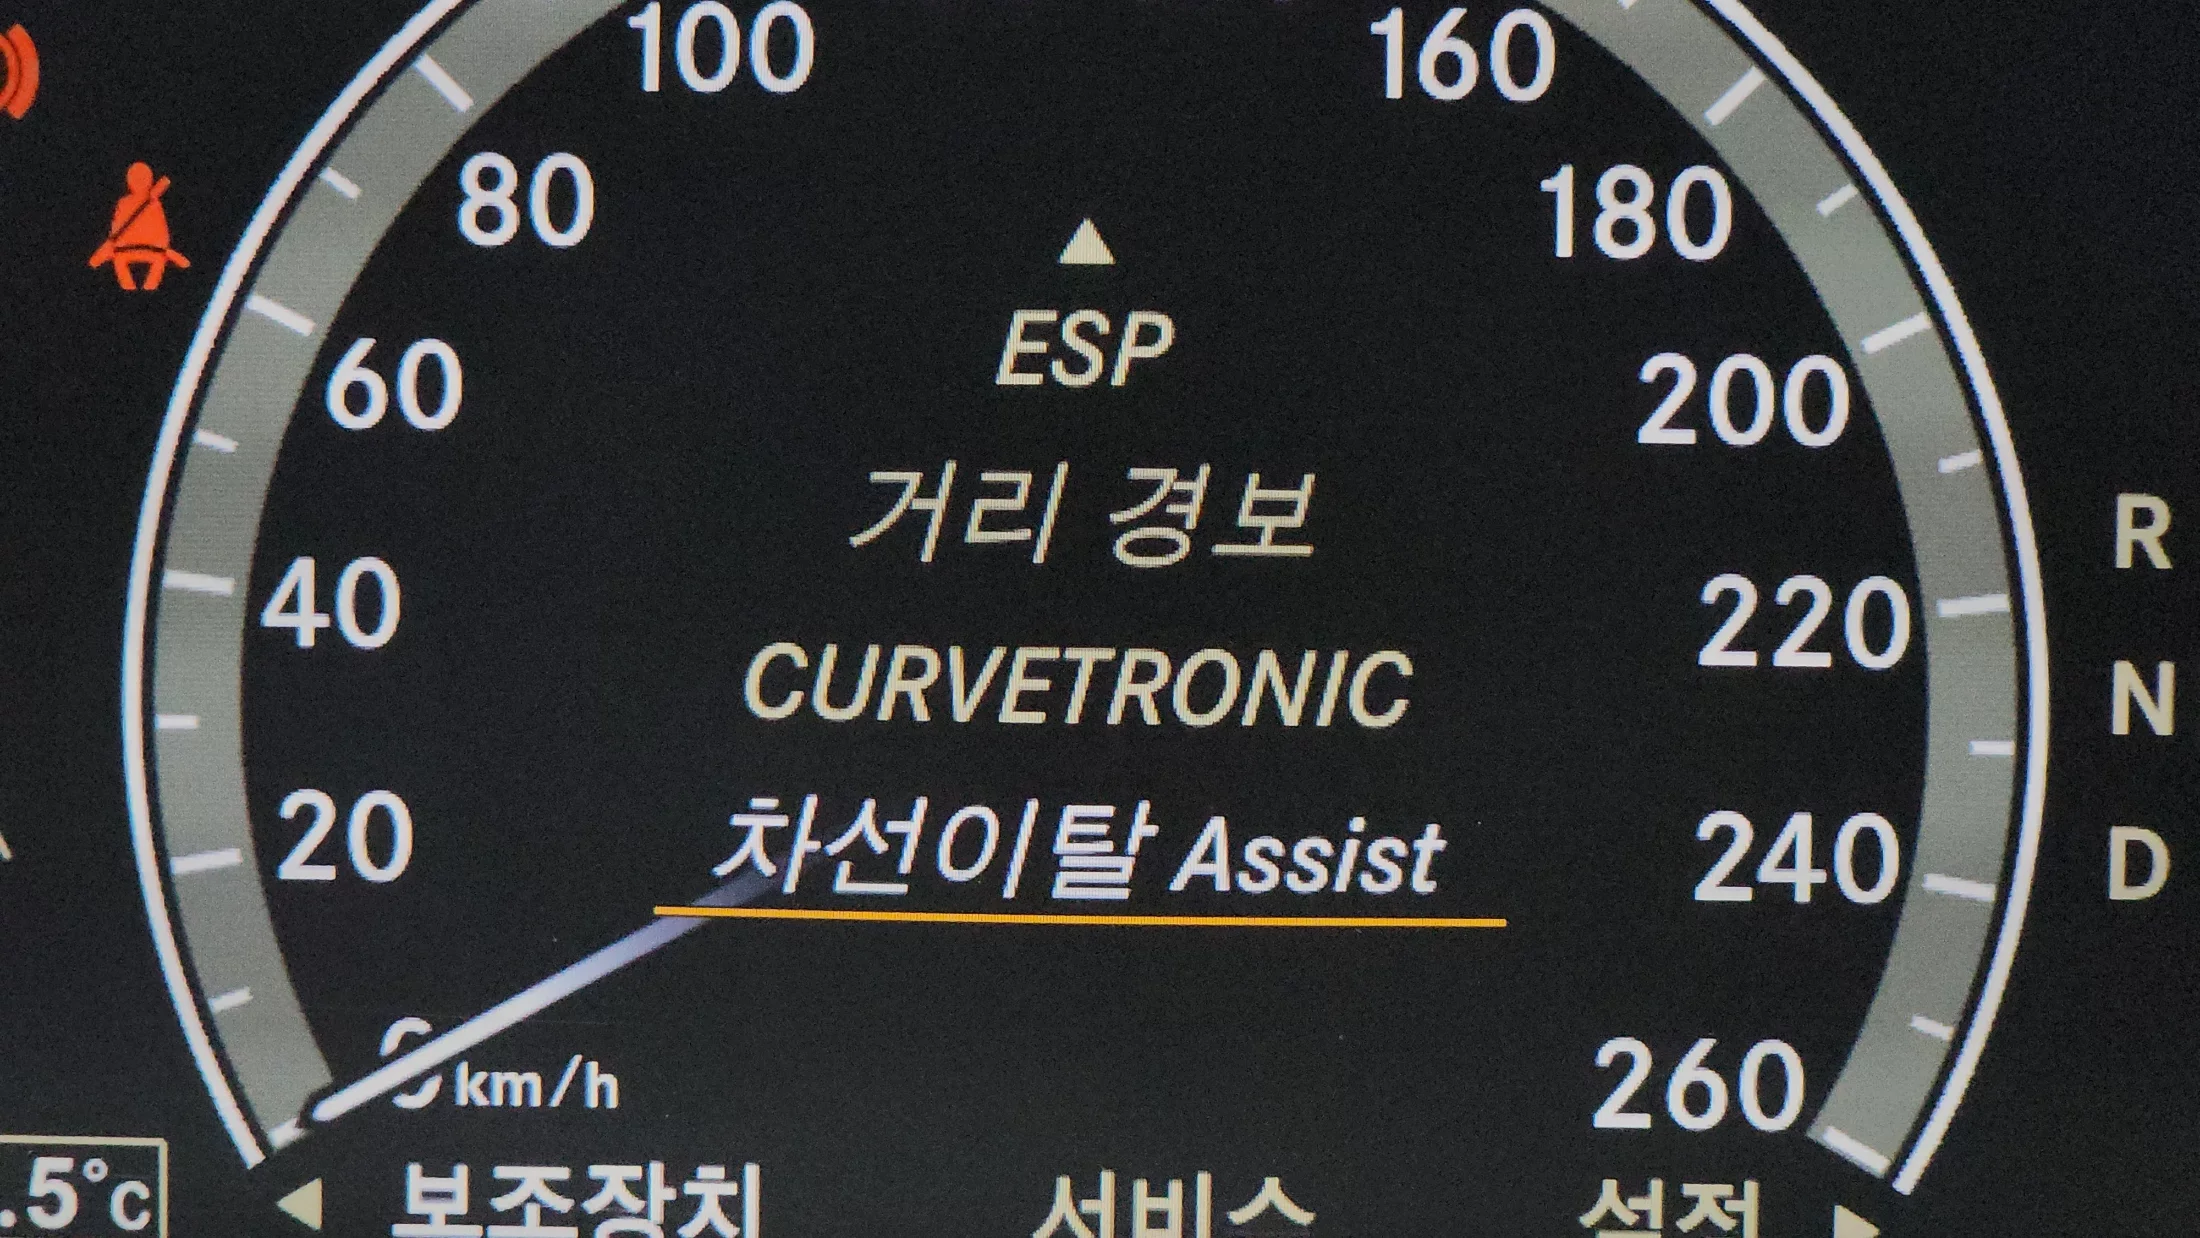 100
160
80
180
ESP
60
200
거리 경보
R
40
220
CURVETRONIC
N
20
차선이탈 Assist
240
D
km/h
260
.5°C
보조장치
서비스
설정